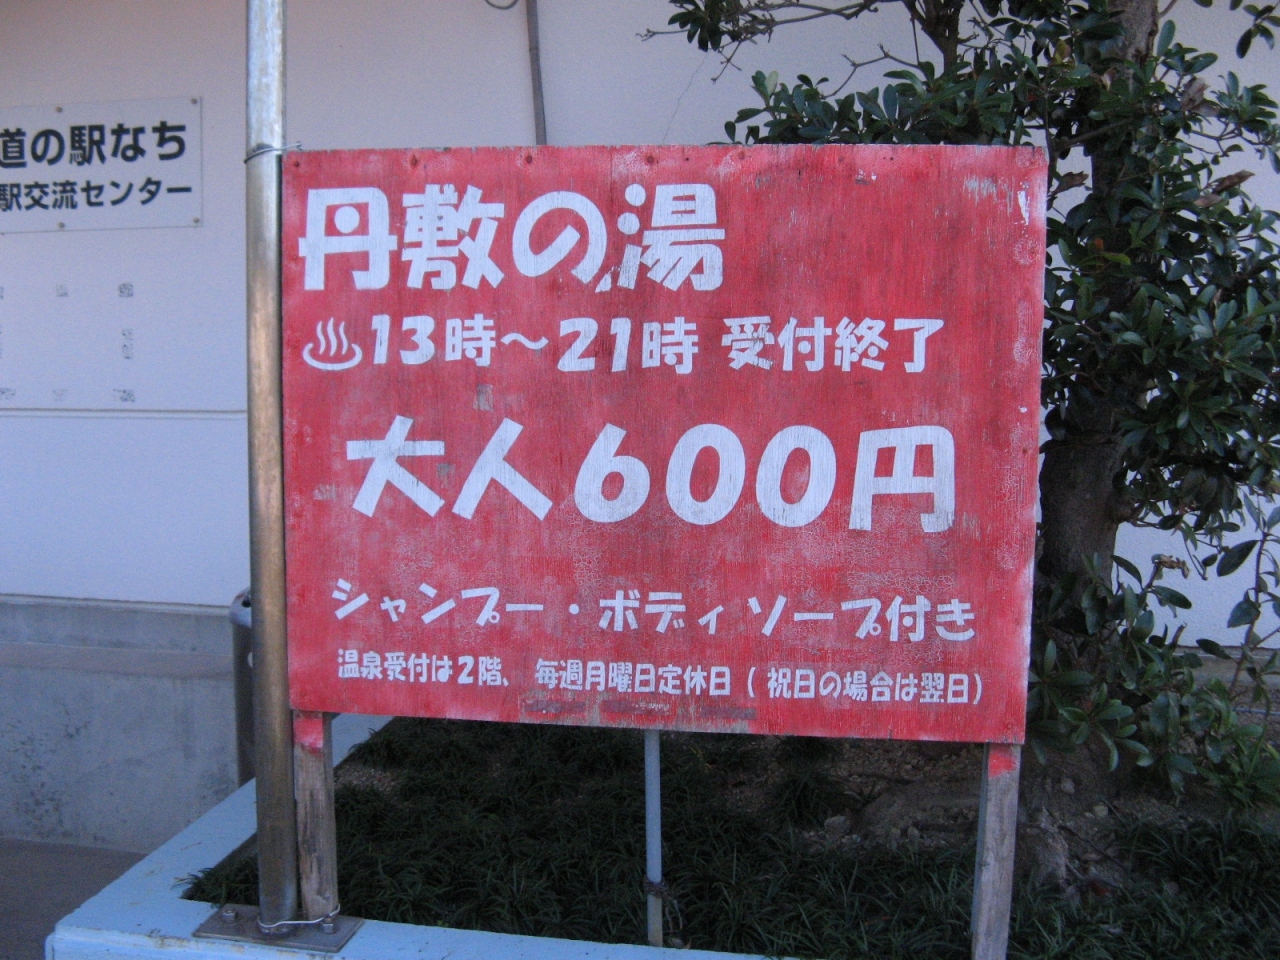 道の駅なち
駅交流センター
丹敷の湯
♨13時〜21時 受付終了
大人600円
シャンプー・ボディソープ付き
温泉受付は2階、 毎週月曜日定休日 ( 祝日の場合は翌日)